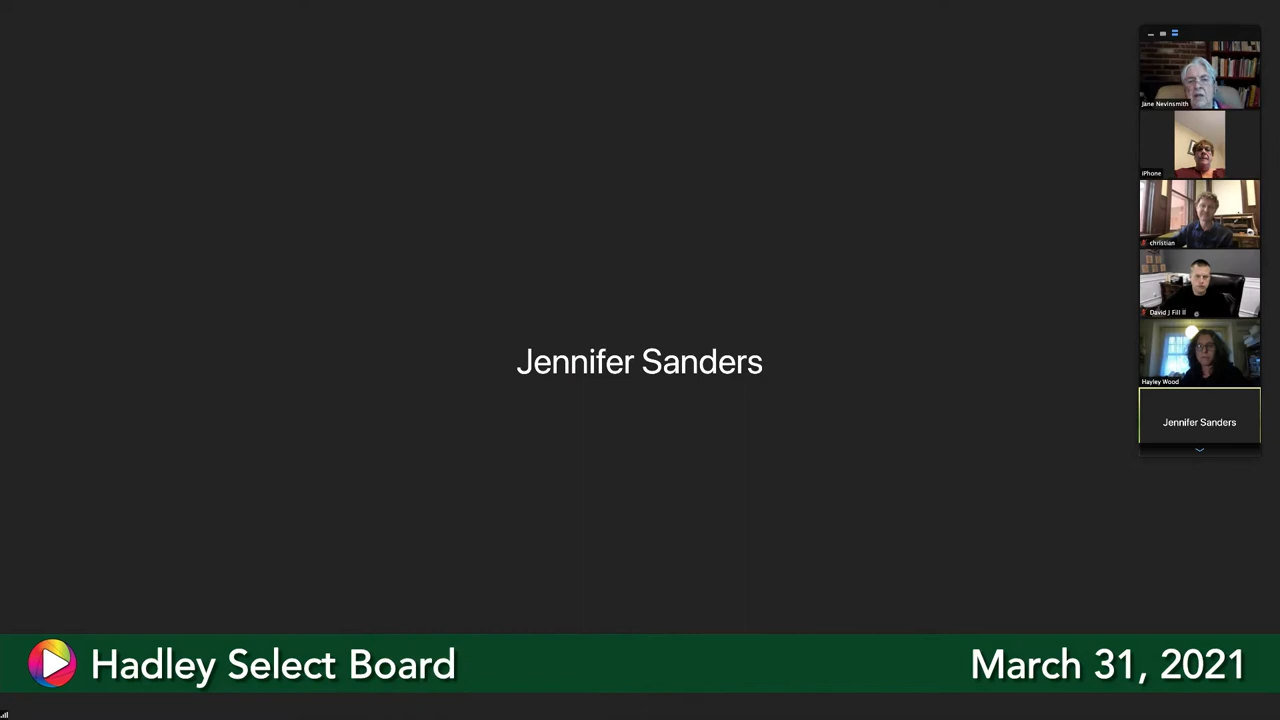 Jane Nevinsmith
iPhone
christian
David J Fill II
Hayley Wood
Jennifer Sanders
Jennifer Sanders
Hadley Select Board
March 31, 2021